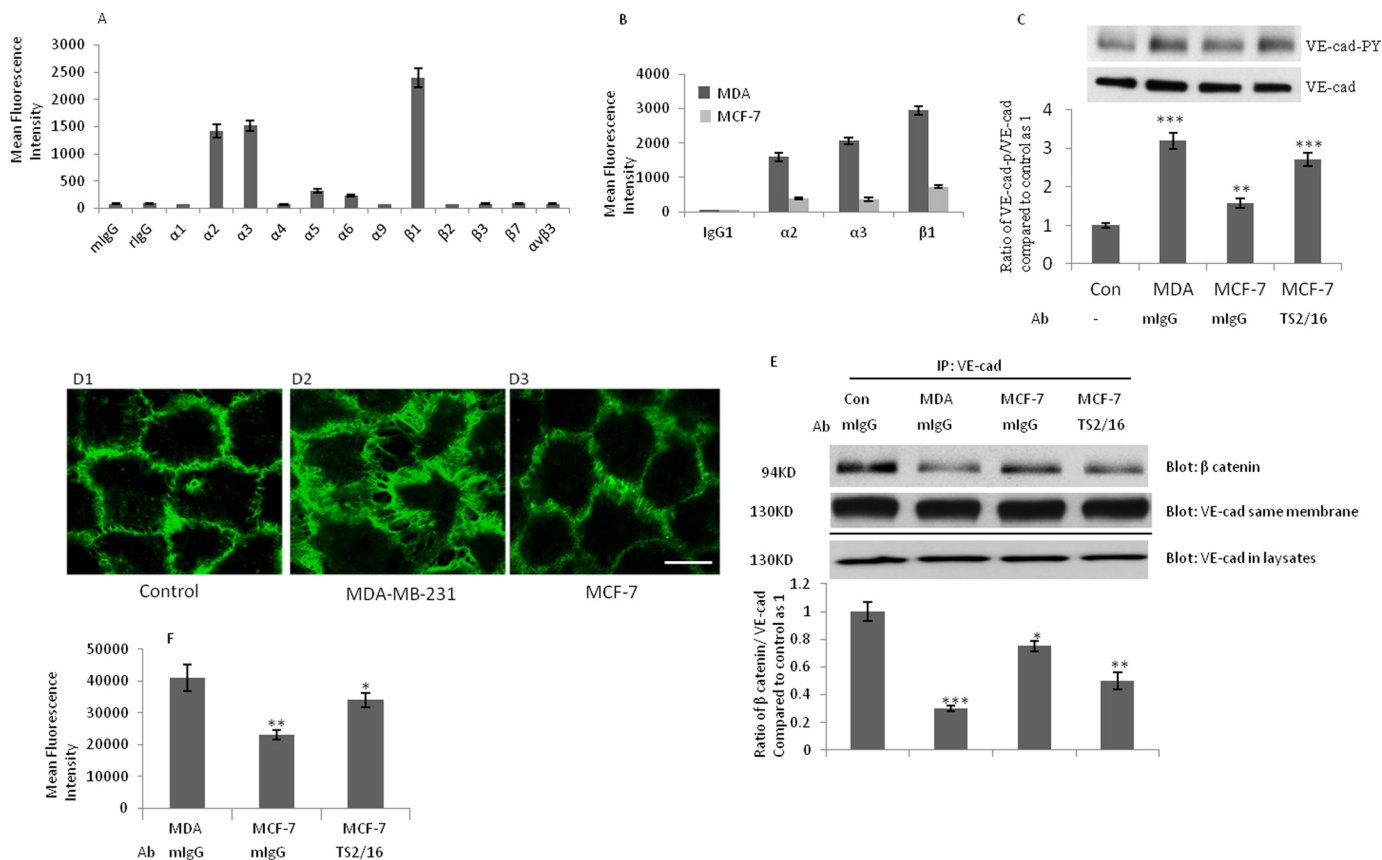 A
Mean Fluorescence
Intensity
3000
2500
2000
1500
1000
500
0
mIgG rIgG α1 α2 α3 α4 α5 α6 α9 β1 β2 β3 β7 αvβ3
B
Mean Fluorescence
Intensity
4000
3000
2000
1000
0
MDA
MCF-7
IgG1 α2 α3 β1
C
VE-cad-PY
VE-cad
Ratio of VE-cad-p/VE-cad
compared to control as 1
4
3
2
1
0
*** ** ***
Con MDA MCF-7 MCF-7
Ab - mIgG mIgG TS2/16
D1 D2 D3
Control MDA-MB-231 MCF-7
E
IP: VE-cad
Con MDA MCF-7 MCF-7
Ab mIgG mIgG mIgG TS2/16
94KD Blot: β catenin
130KD Blot: VE-cad same membrane
130KD Blot: VE-cad in laysates
Ratio of β catenin/ VE-cad
Compared to control as 1
1.2
1
0.8
0.6
0.4
0.2
0
*** * **
F
Mean Fluorescence
Intensity
50000
40000
30000
20000
10000
0
** *
MDA MCF-7 MCF-7
Ab mIgG mIgG TS2/16